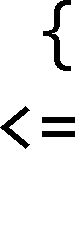 {
<=